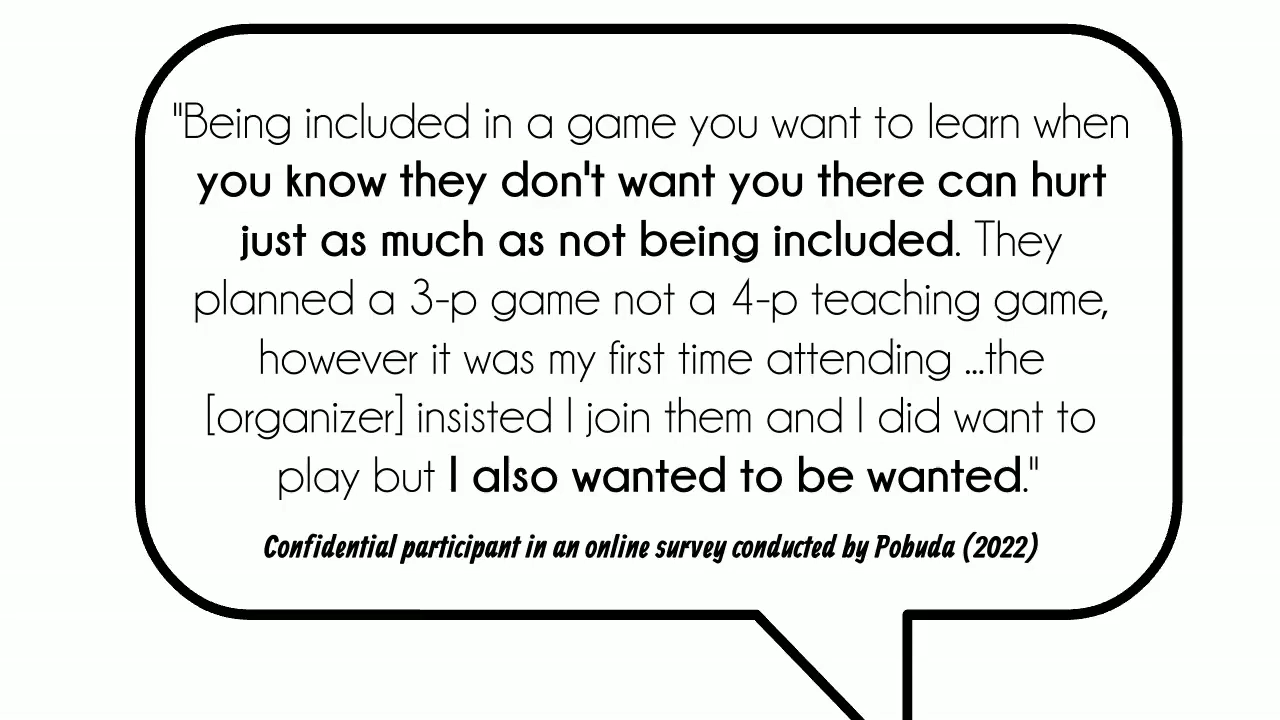 "Being included in a game you want to learn when
you know they don't want you there can hurt
just as much as not being included. They
planned a 3-p game not a 4-p teaching game,
however it was my first time attending ...the
[organizer] insisted I join them and I did want to
play but I also wanted to be wanted."
Confidential participant in an online survey conducted by Pobuda (2022)